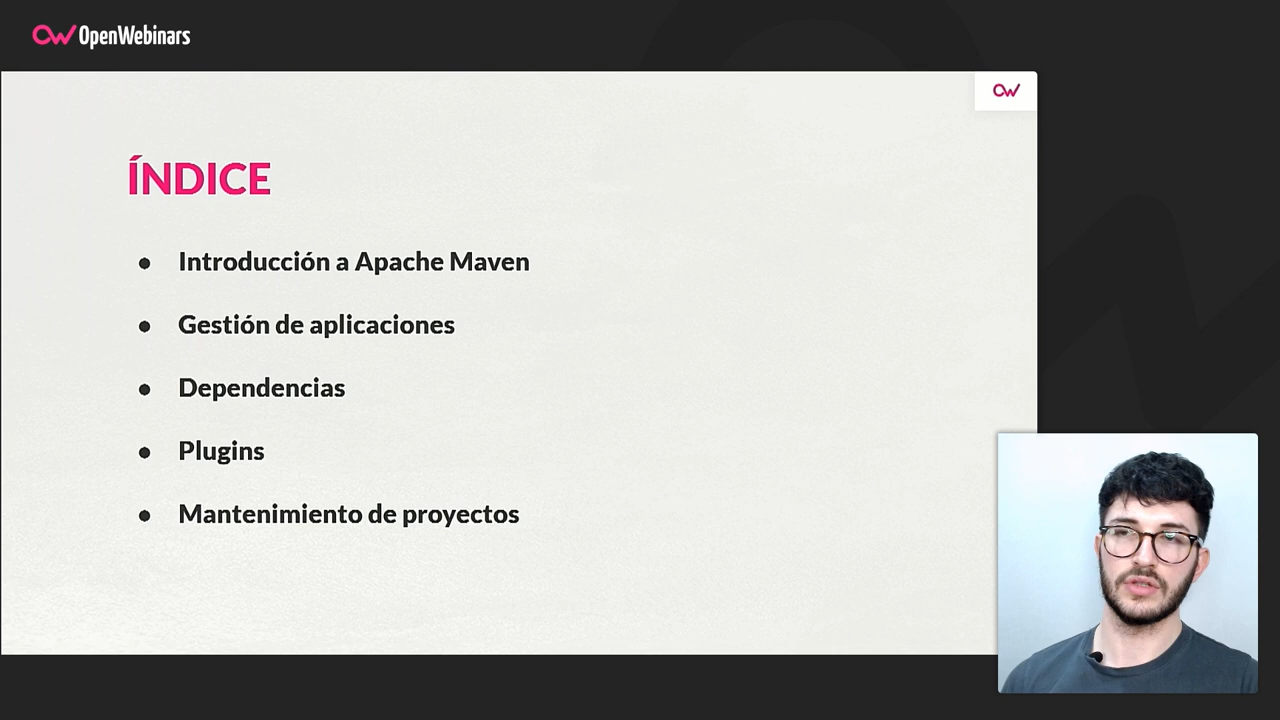 OpenWebinars
ÍNDICE
● Introducción a Apache Maven
● Gestión de aplicaciones
● Dependencias
● Plugins
● Mantenimiento de proyectos